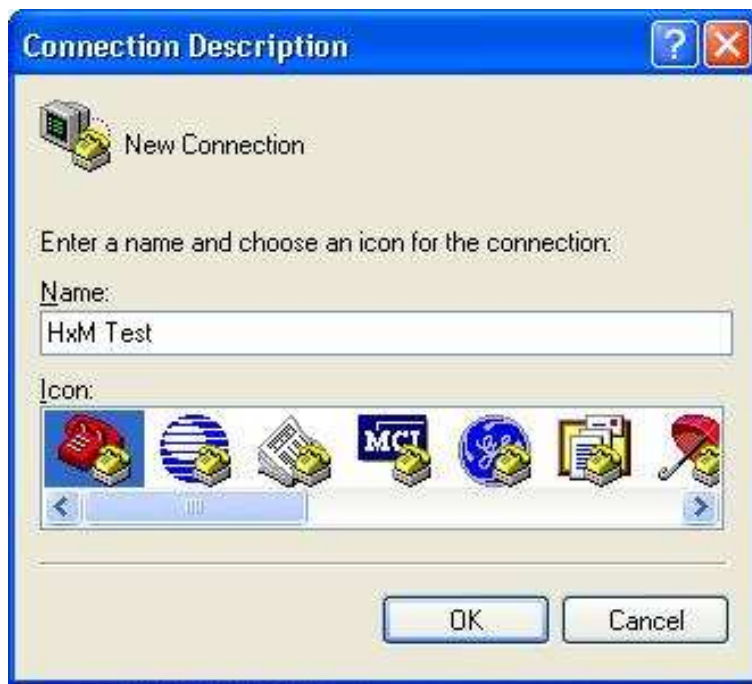 Connection Description
New Connection
Enter a name and choose an icon for the connection:
Name:
HxM Test
Icon:
MCI
OK
Cancel